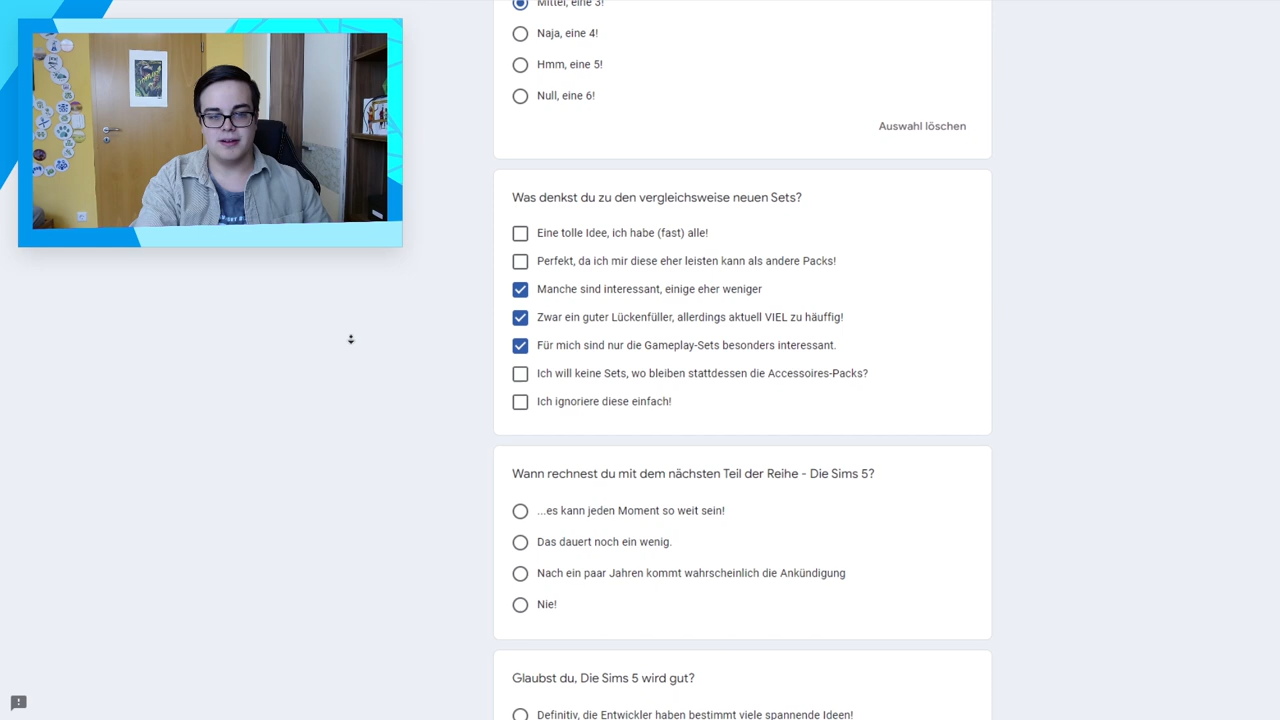 Mittel, eine 3!
Naja, eine 4!
Hmm, eine 5!
Null, eine 6!
Auswahl löschen
Was denkst du zu den vergleichsweise neuen Sets?
Eine tolle Idee, ich habe (fast) alle!
Perfekt, da ich mir diese eher leisten kann als andere Packs!
Manche sind interessant, einige eher weniger
Zwar ein guter Lückenfüller, allerdings aktuell VIEL zu häuffig!
Für mich sind nur die Gameplay-Sets besonders interessant.
Ich will keine Sets, wo bleiben stattdessen die Accessoires-Packs?
Ich ignoriere diese einfach!
Wann rechnest du mit dem nächsten Teil der Reihe - Die Sims 5?
...es kann jeden Moment so weit sein!
Das dauert noch ein wenig.
Nach ein paar Jahren kommt wahrscheinlich die Ankündigung
Nie!
Glaubst du, Die Sims 5 wird gut?
Definitiv, die Entwickler haben bestimmt viele spannende Ideen!